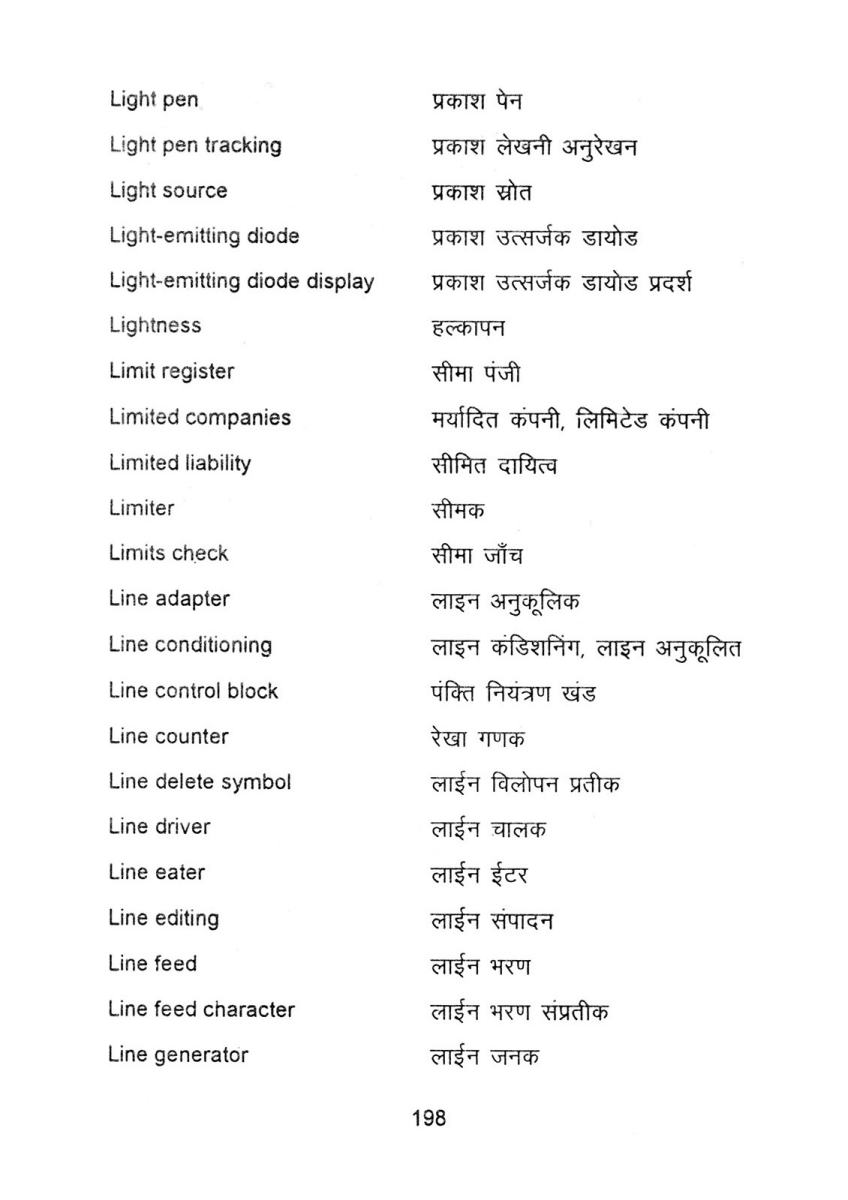 Light pen प्रकाश पेन
Light pen tracking प्रकाश लेखनी अनुरेखन
Light source प्रकाश स्रोत
Light-emitting diode प्रकाश उत्सर्जक डायोड
Light-emitting diode display प्रकाश उत्सर्जक डायोड प्रदर्श
Lightness हल्कापन
Limit register सीमा पंजी
Limited companies मर्यादित कंपनी, लिमिटेड कंपनी
Limited liability सीमित दायित्व
Limiter सीमक
Limits check सीमा जाँच
Line adapter लाइन अनुकूलिक
Line conditioning लाइन कंडिशनिंग, लाइन अनुकूलित
Line control block पंक्ति नियंत्रण खंड
Line counter रेखा गणक
Line delete symbol लाईन विलोपन प्रतीक
Line driver लाईन चालक
Line eater लाईन ईटर
Line editing लाईन संपादन
Line feed लाईन भरण
Line feed character लाईन भरण संप्रतीक
Line generator लाईन जनक
198